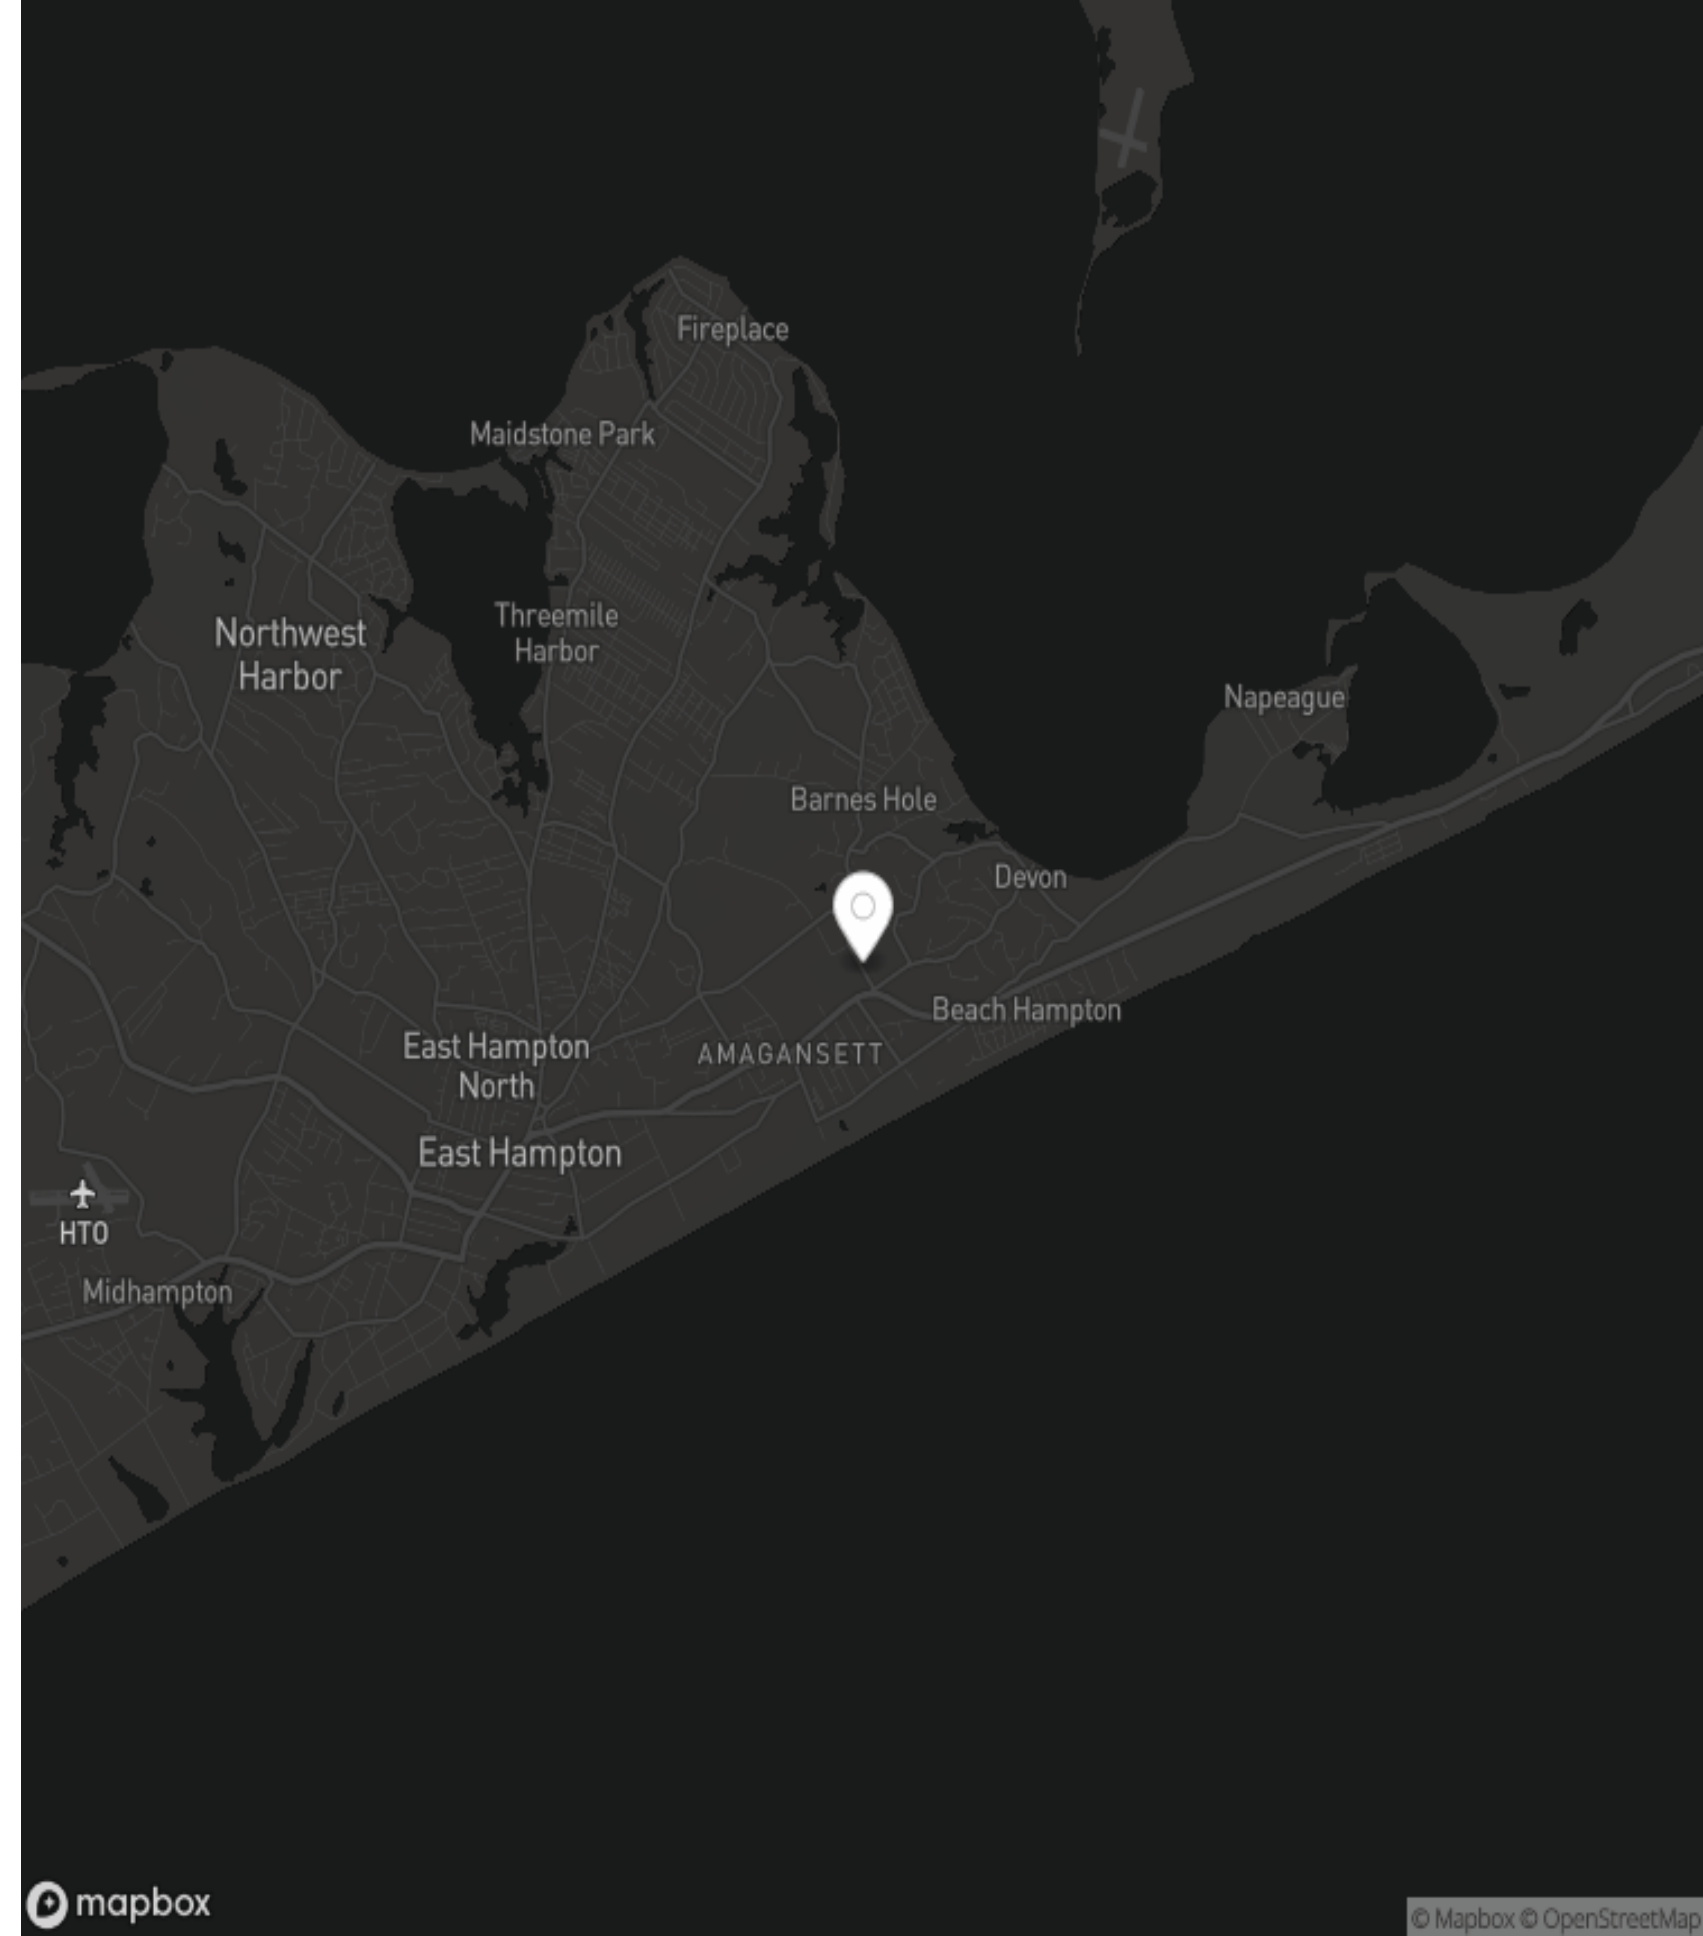 Fireplace
Maidstone Park
Threemile
Harbor
Northwest
Harbor
Napeague
Barnes Hole
Devon
Beach Hampton
East Hampton
North
AMAGANSETT
East Hampton
HTO
Midhampton
mapbox
© Mapbox © OpenStreetMap